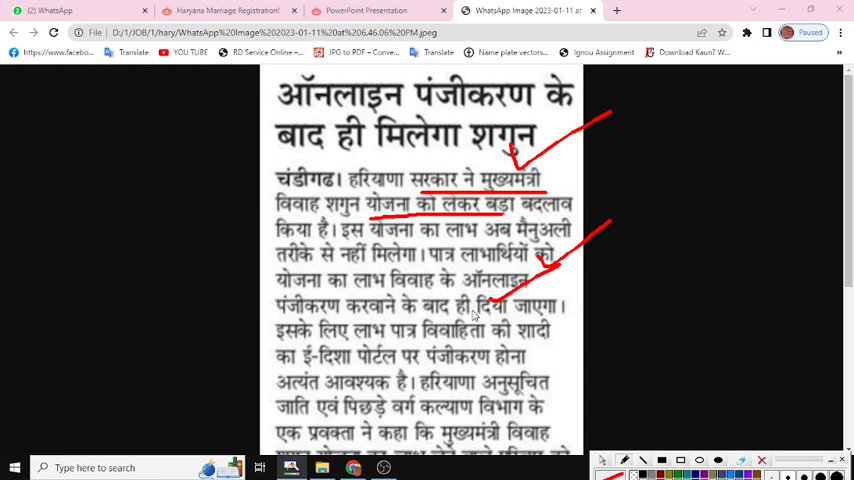 (2) WhatsApp
Haryana Marriage Registration!
PowerPoint Presentation
WhatsApp Image 2023-01-11 at
File | D:/1/JOB/1/hary/WhatsApp%20Image%202023-01-11%20at%206.46.06%20PM.jpeg
Paused
https://www.facebo...
Translate
YOU TUBE
RD Service Online –...
JPG to PDF – Conve...
Translate
Name plate vectors...
Ignou Assignment
Download Kaun? W...
ऑनलाइन पंजीकरण के
बाद ही मिलेगा शगुन
चंडीगढ। हरियाणा सरकार ने मुख्यमंत्री
विवाह शगुन योजना को लेकर बड़ा बदलाव
किया है। इस योजना का लाभ अब मैनुअली
तरीके से नहीं मिलेगा। पात्र लाभार्थियों को
योजना का लाभ विवाह के ऑनलाइन
पंजीकरण करवाने के बाद ही दिया जाएगा।
इसके लिए लाभ पात्र विवाहिता की शादी
का ई-दिशा पोर्टल पर पंजीकरण होना
अत्यंत आवश्यक है। हरियाणा अनुसूचित
जाति एवं पिछड़े वर्ग कल्याण विभाग के
एक प्रवक्ता ने कहा कि मुख्यमंत्री विवाह
Type here to search